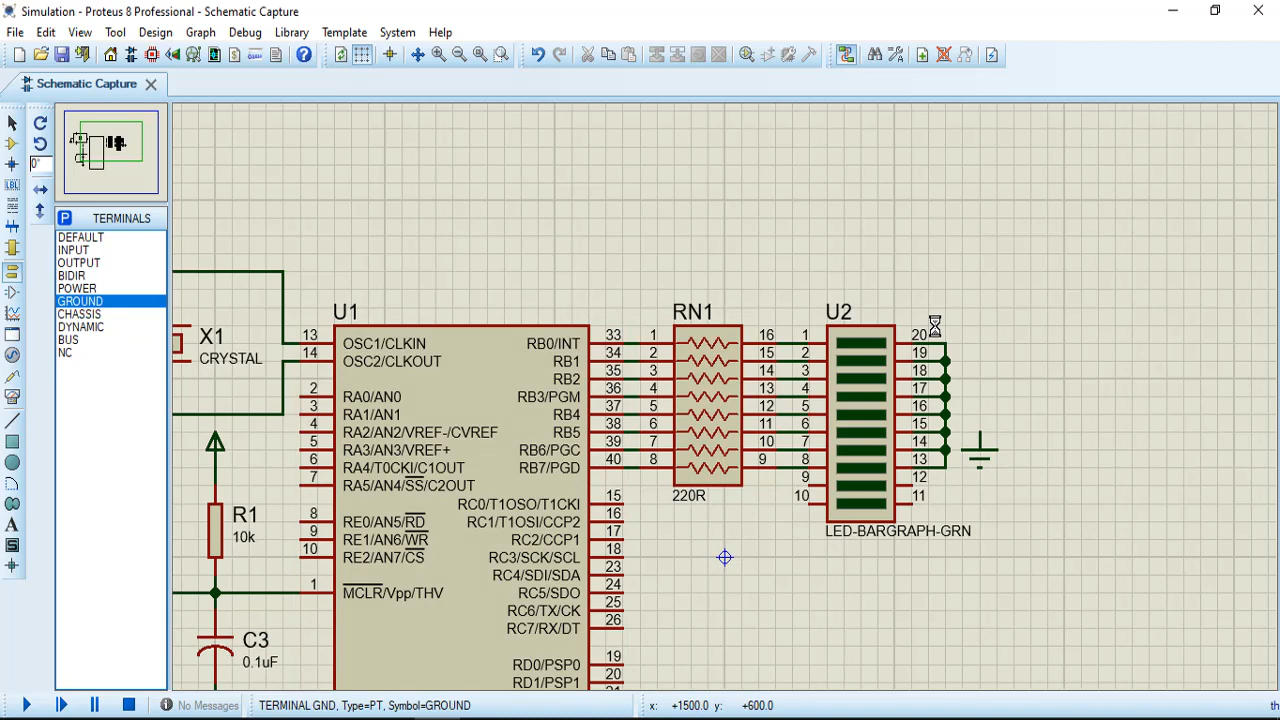 Simulation - Proteus 8 Professional - Schematic Capture
File Edit View Tool Design Graph Debug Library Template System Help
Schematic Capture
0°
LBL
P TERMINALS
DEFAULT
INPUT
OUTPUT
BIDIR
POWER
GROUND
CHASSIS
DYNAMIC
BUS
NC
A
S
X1
CRYSTAL
R1
10k
C3
0.1uF
U1
13 OSC1/CLKIN
14 OSC2/CLKOUT
2 RA0/AN0
3 RA1/AN1
4 RA2/AN2/VREF-/CVREF
5 RA3/AN3/VREF+
6 RA4/T0CKI/C1OUT
7 RA5/AN4/SS/C2OUT
8 RE0/AN5/RD
9 RE1/AN6/WR
10 RE2/AN7/CS
1 MCLR/Vpp/THV
RB0/INT 33
RB1 34
RB2 35
RB3/PGM 36
RB4 37
RB5 38
RB6/PGC 39
RB7/PGD 40
RC0/T1OSO/T1CKI 15
RC1/T1OSI/CCP2 16
RC2/CCP1 17
RC3/SCK/SCL 18
RC4/SDI/SDA 23
RC5/SDO 24
RC6/TX/CK 25
RC7/RX/DT 26
RD0/PSP0 19
RD1/PSP1 20
RN1
1 16
2 15
3 14
4 13
5 12
6 11
7 10
8 9
220R
U2
1 20
2 19
3 18
4 17
5 16
6 15
7 14
8 13
9 12
10 11
LED-BARGRAPH-GRN
No Messages
TERMINAL GND, Type=PT, Symbol=GROUND
x: +1500.0 y: +600.0
th